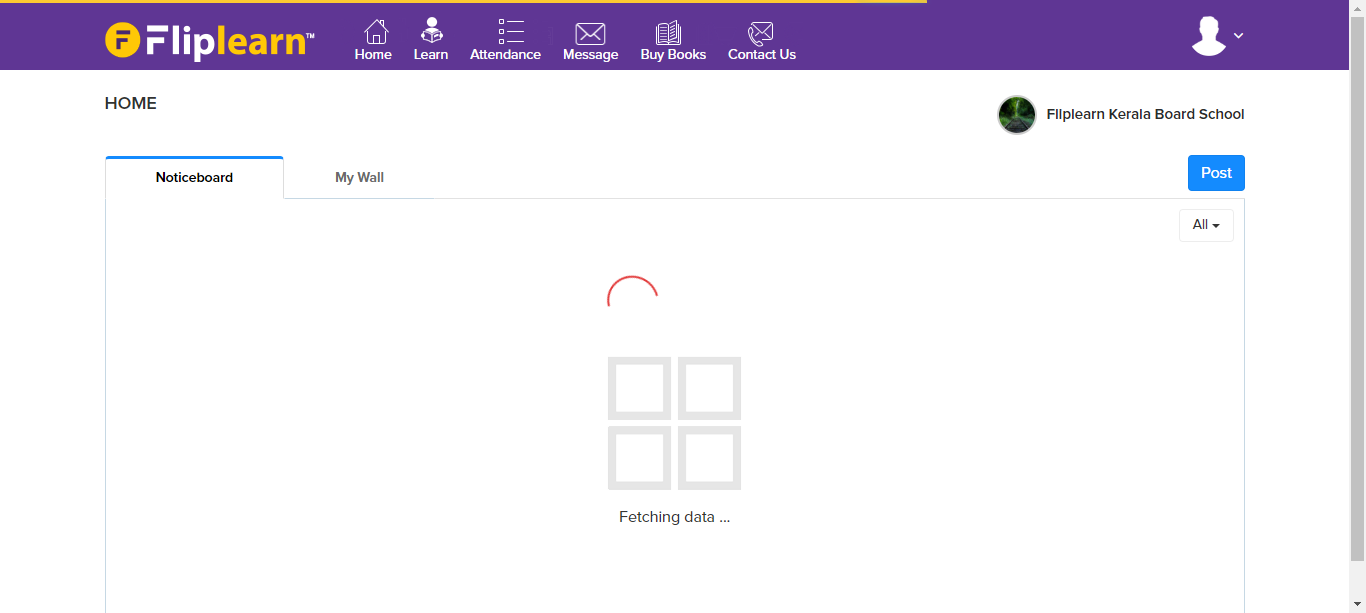 F Fliplearn™
Home Learn Attendance Message Buy Books Contact Us
HOME
Fliplearn Kerala Board School
Noticeboard My Wall Post
All
Fetching data ...